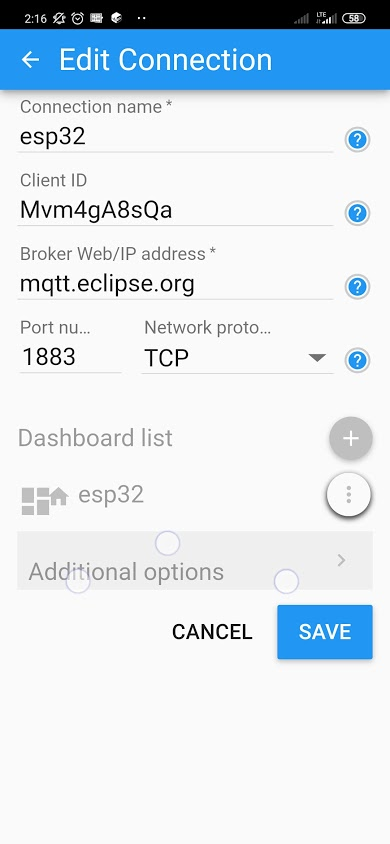 2:16 LTE 58
Edit Connection
Connection name *
esp32
Client ID
Mvm4gA8sQa
Broker Web/IP address *
mqtt.eclipse.org
Port nu... Network proto...
1883 TCP
Dashboard list
esp32
Additional options
CANCEL SAVE